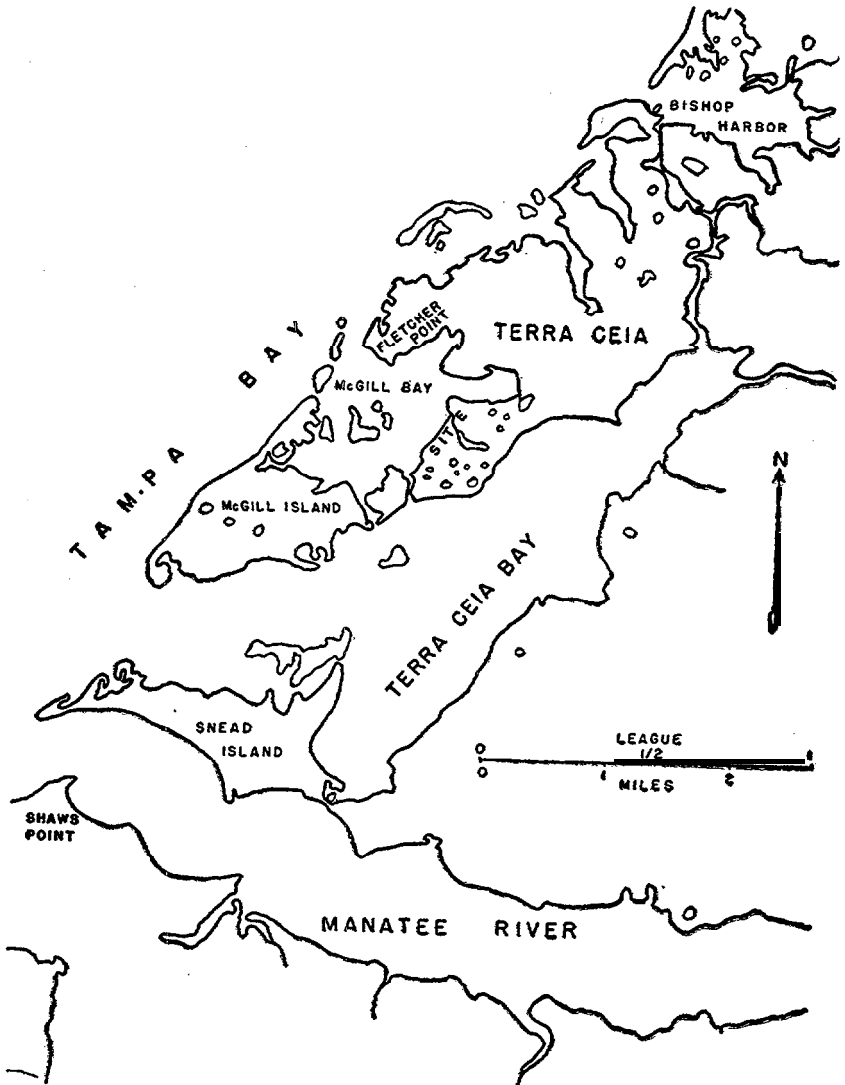 BISHOP
HARBOR
FLETCHER
POINT
TERRA CEIA
TAMPA BAY
McGILL BAY
SITE
McGILL ISLAND
N
TERRA CEIA BAY
SNEAD
ISLAND
0 LEAGUE 1
1/2
0 1 2
MILES
SHAWS
POINT
MANATEE RIVER